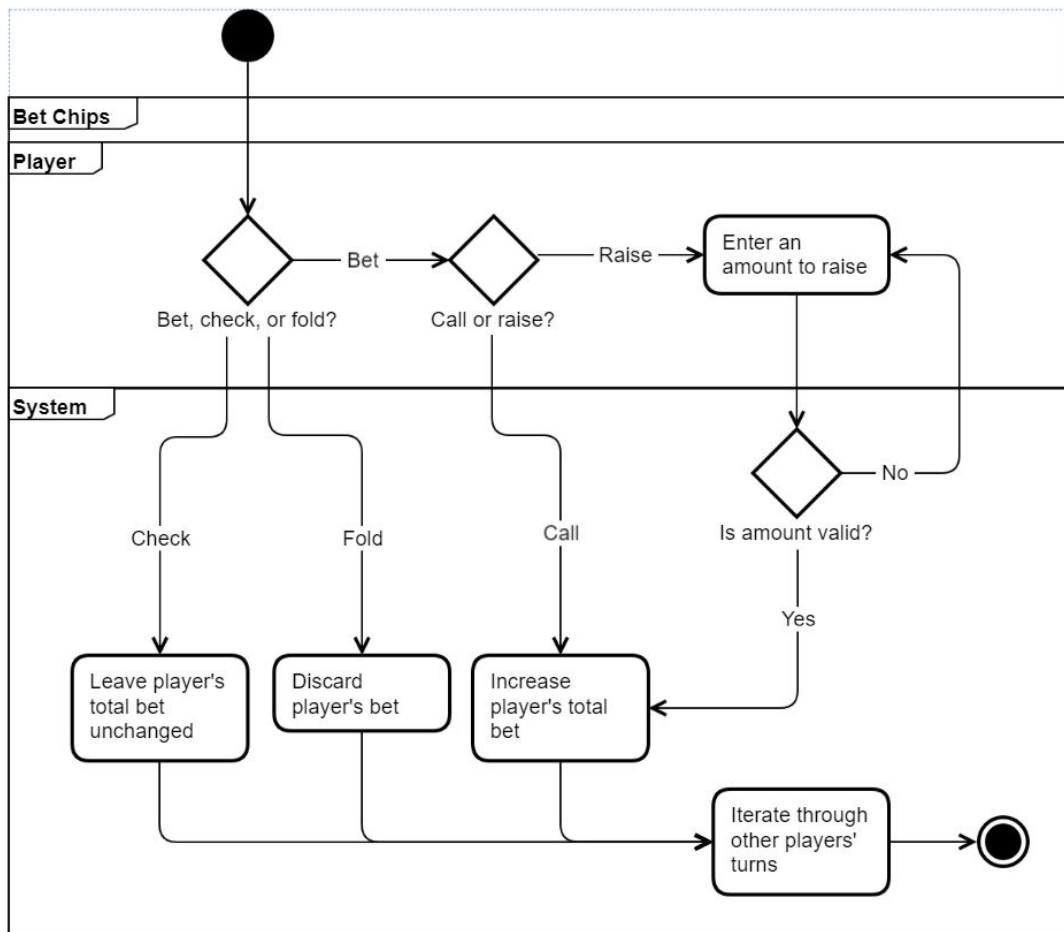 Bet Chips
Player
Bet
Raise
Enter an
amount to raise
Bet, check, or fold?
Call or raise?
System
No
Check
Fold
Call
Is amount valid?
Yes
Leave player's
total bet
unchanged
Discard
player's bet
Increase
player's total
bet
Iterate through
other players'
turns